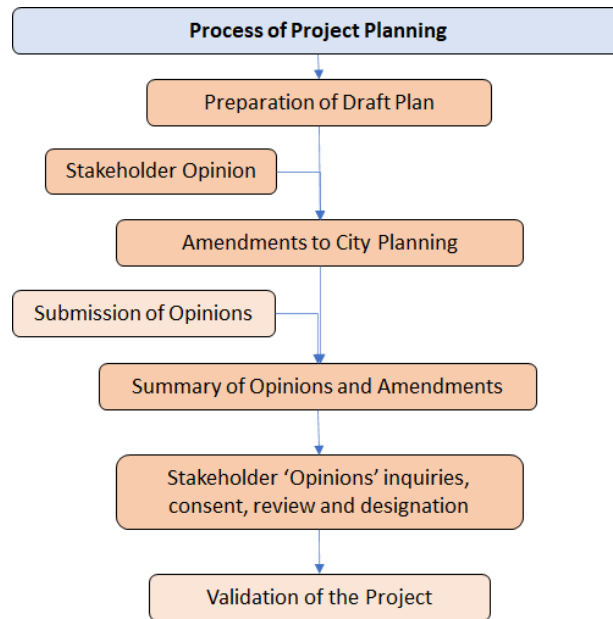 Process of Project Planning
Preparation of Draft Plan
Stakeholder Opinion
Amendments to City Planning
Submission of Opinions
Summary of Opinions and Amendments
Stakeholder ‘Opinions’ inquiries,
consent, review and designation
Validation of the Project